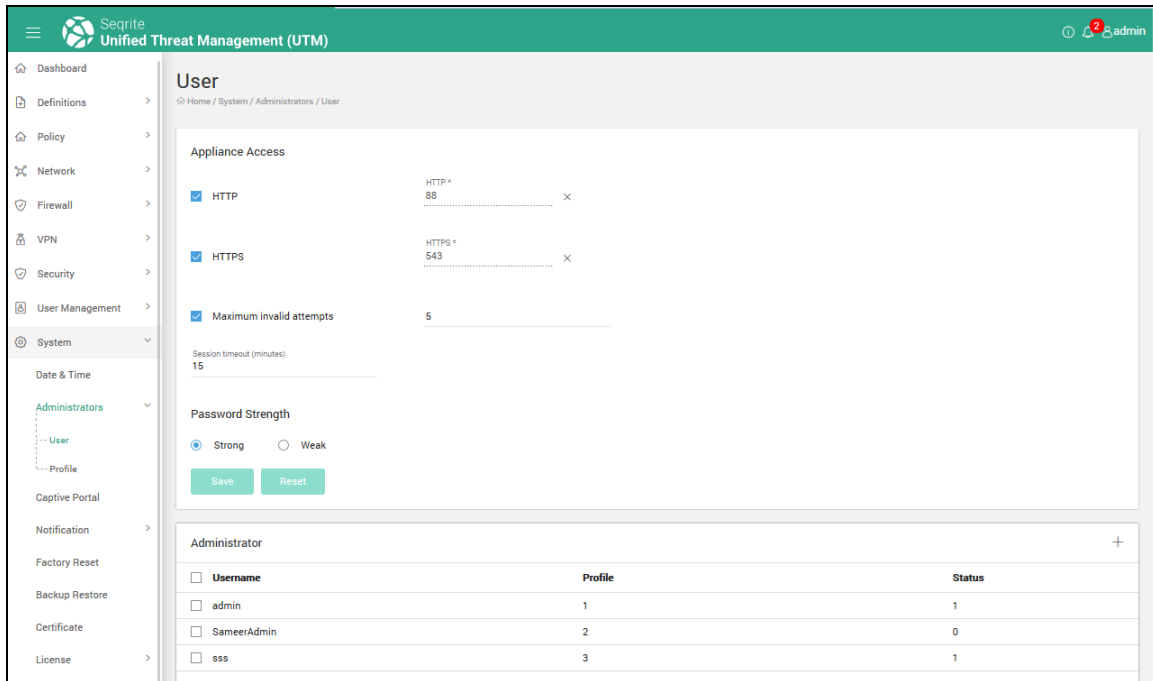 Seqrite
Unified Threat Management (UTM)
2
admin
Dashboard
Definitions
Policy
Network
Firewall
VPN
Security
User Management
System
Date & Time
Administrators
User
Profile
Captive Portal
Notification
Factory Reset
Backup Restore
Certificate
License
User
Home / System / Administrators / User
Appliance Access
HTTP
HTTP *
88
HTTPS
HTTPS *
543
Maximum invalid attempts
5
Session timeout (minutes)
15
Password Strength
Strong Weak
Save Reset
Administrator
Username Profile Status
admin 1 1
SameerAdmin 2 0
sss 3 1